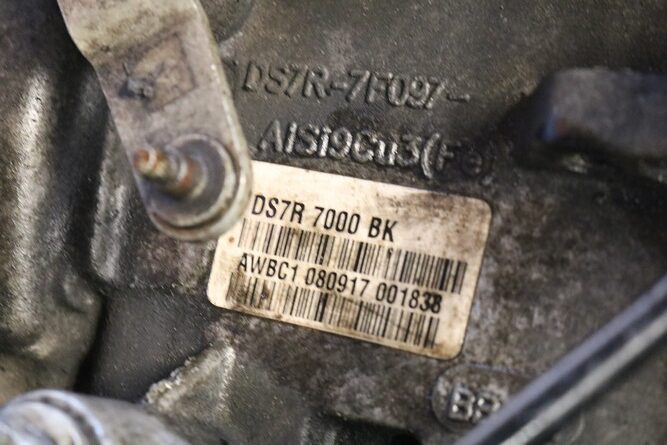 DS7R-7F097-
AlSi9Cu3(Fe)
DS7R 7000 BK
AWBC1 080917 001838